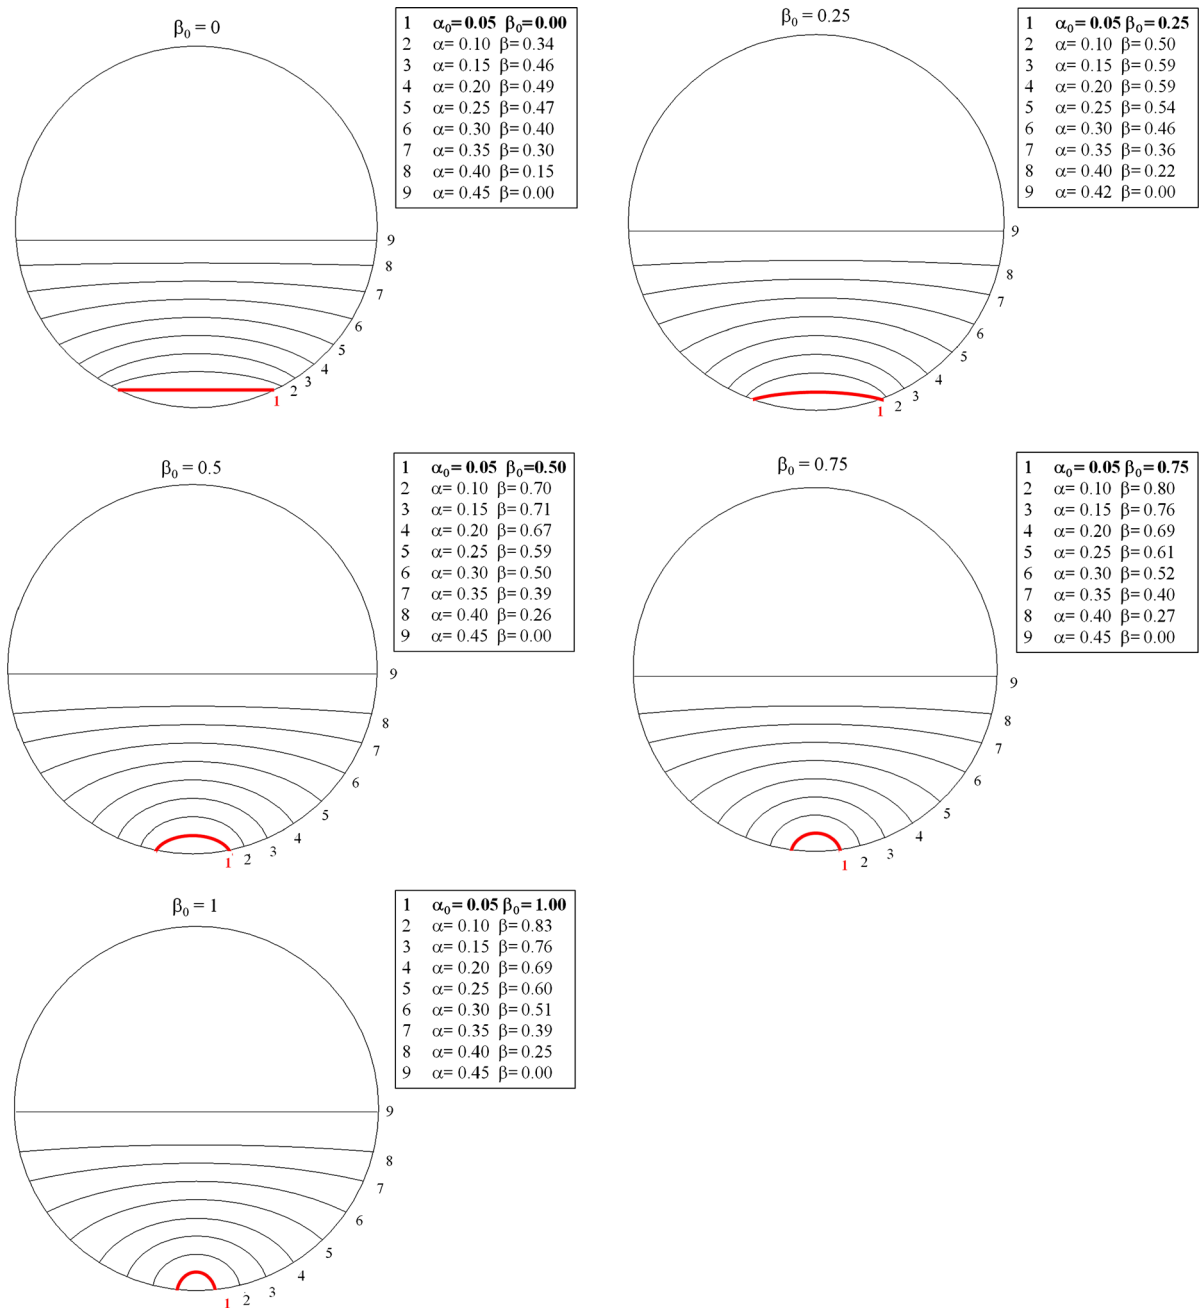 β₀ = 0
1 α₀=0.05 β₀=0.00
2 α= 0.10 β= 0.34
3 α= 0.15 β= 0.46
4 α= 0.20 β= 0.49
5 α= 0.25 β= 0.47
6 α= 0.30 β= 0.40
7 α= 0.35 β= 0.30
8 α= 0.40 β= 0.15
9 α= 0.45 β= 0.00
9
8
7
6
5
4
3
2
1
β₀ = 0.25
1 α₀= 0.05 β₀= 0.25
2 α= 0.10 β= 0.50
3 α= 0.15 β= 0.59
4 α= 0.20 β= 0.59
5 α= 0.25 β= 0.54
6 α= 0.30 β= 0.46
7 α= 0.35 β= 0.36
8 α= 0.40 β= 0.22
9 α= 0.42 β= 0.00
9
8
7
6
5
4
3
2
1
β₀ = 0.5
1 α₀= 0.05 β₀=0.50
2 α= 0.10 β= 0.70
3 α= 0.15 β= 0.71
4 α= 0.20 β= 0.67
5 α= 0.25 β= 0.59
6 α= 0.30 β= 0.50
7 α= 0.35 β= 0.39
8 α= 0.40 β= 0.26
9 α= 0.45 β= 0.00
9
8
7
6
5
4
3
2
1
β₀ = 0.75
1 α₀= 0.05 β₀= 0.75
2 α= 0.10 β= 0.80
3 α= 0.15 β= 0.76
4 α= 0.20 β= 0.69
5 α= 0.25 β= 0.61
6 α= 0.30 β= 0.52
7 α= 0.35 β= 0.40
8 α= 0.40 β= 0.27
9 α= 0.45 β= 0.00
9
8
7
6
5
4
3
2
1
β₀ = 1
1 α₀= 0.05 β₀= 1.00
2 α= 0.10 β= 0.83
3 α= 0.15 β= 0.76
4 α= 0.20 β= 0.69
5 α= 0.25 β= 0.60
6 α= 0.30 β= 0.51
7 α= 0.35 β= 0.39
8 α= 0.40 β= 0.25
9 α= 0.45 β= 0.00
9
8
7
6
5
4
3
2
1